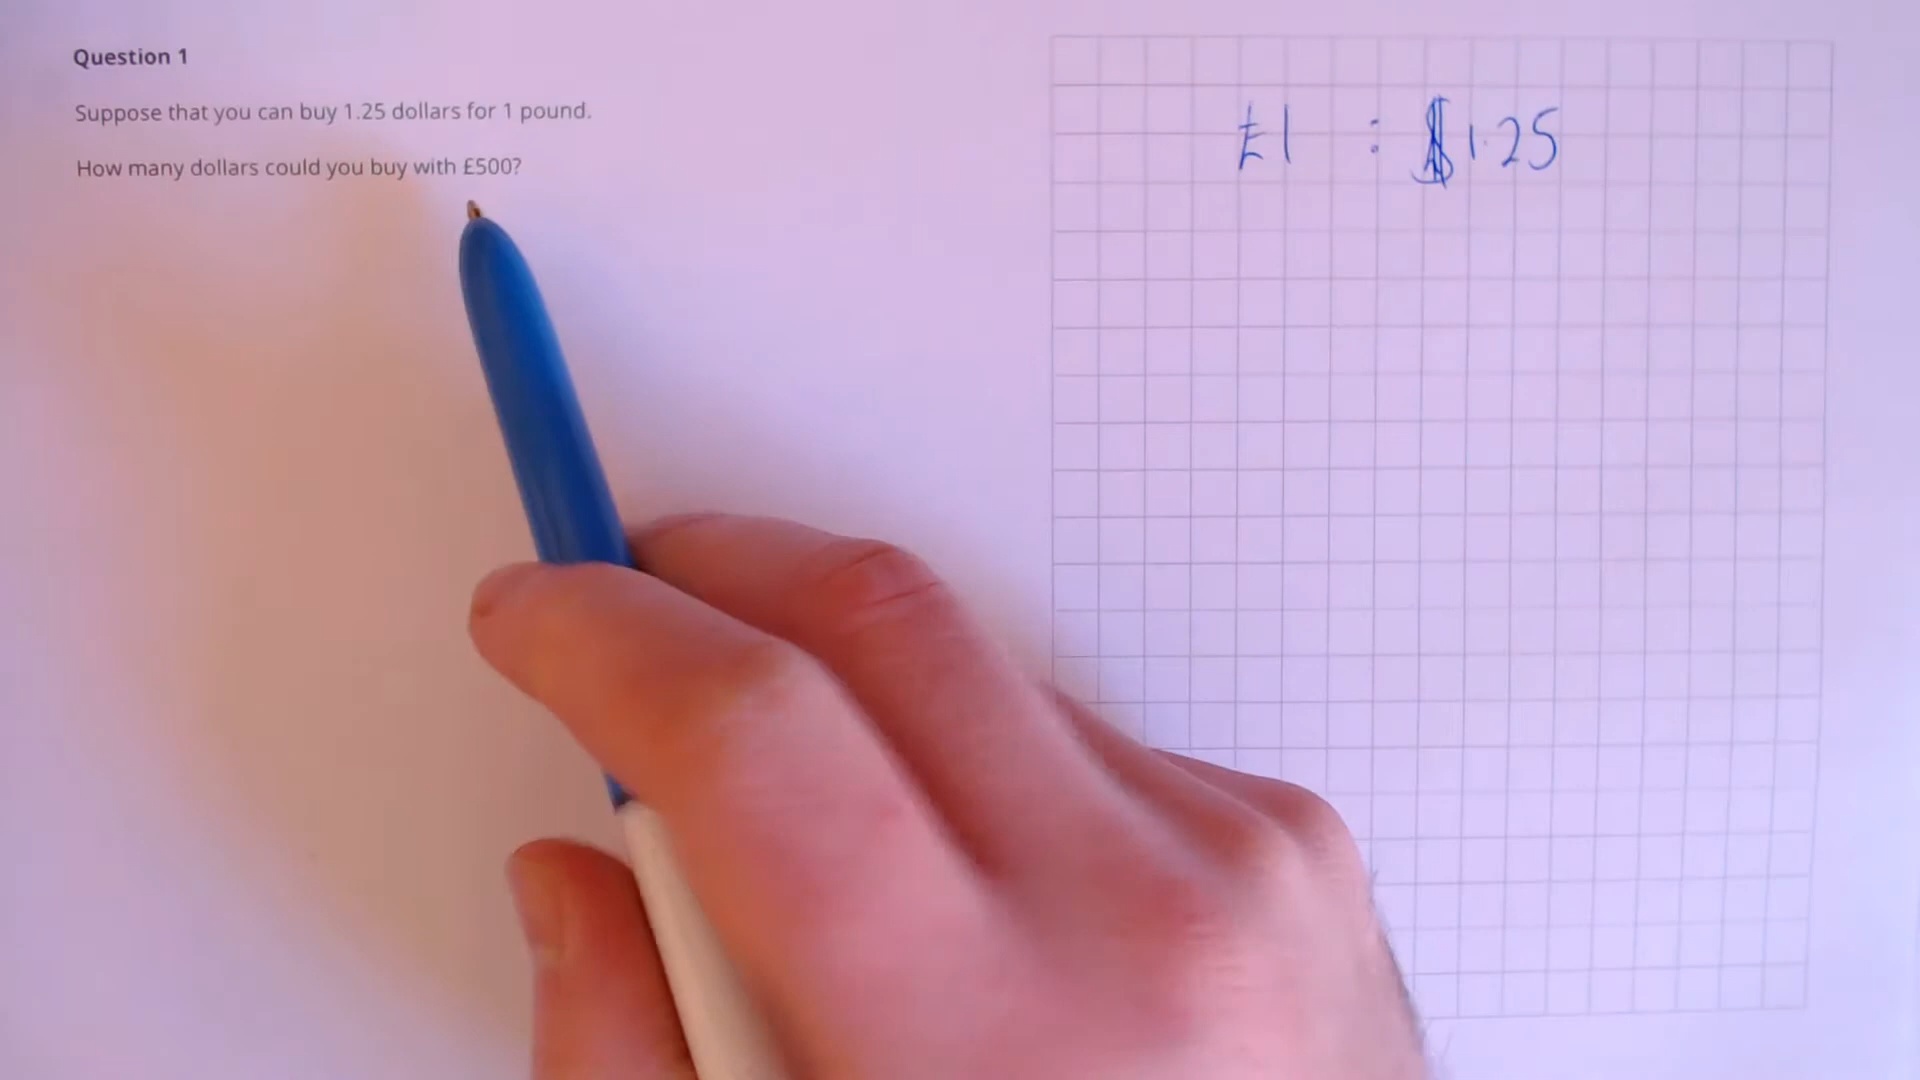 Question 1
Suppose that you can buy 1.25 dollars for 1 pound.
How many dollars could you buy with £500?
£1 : $1.25